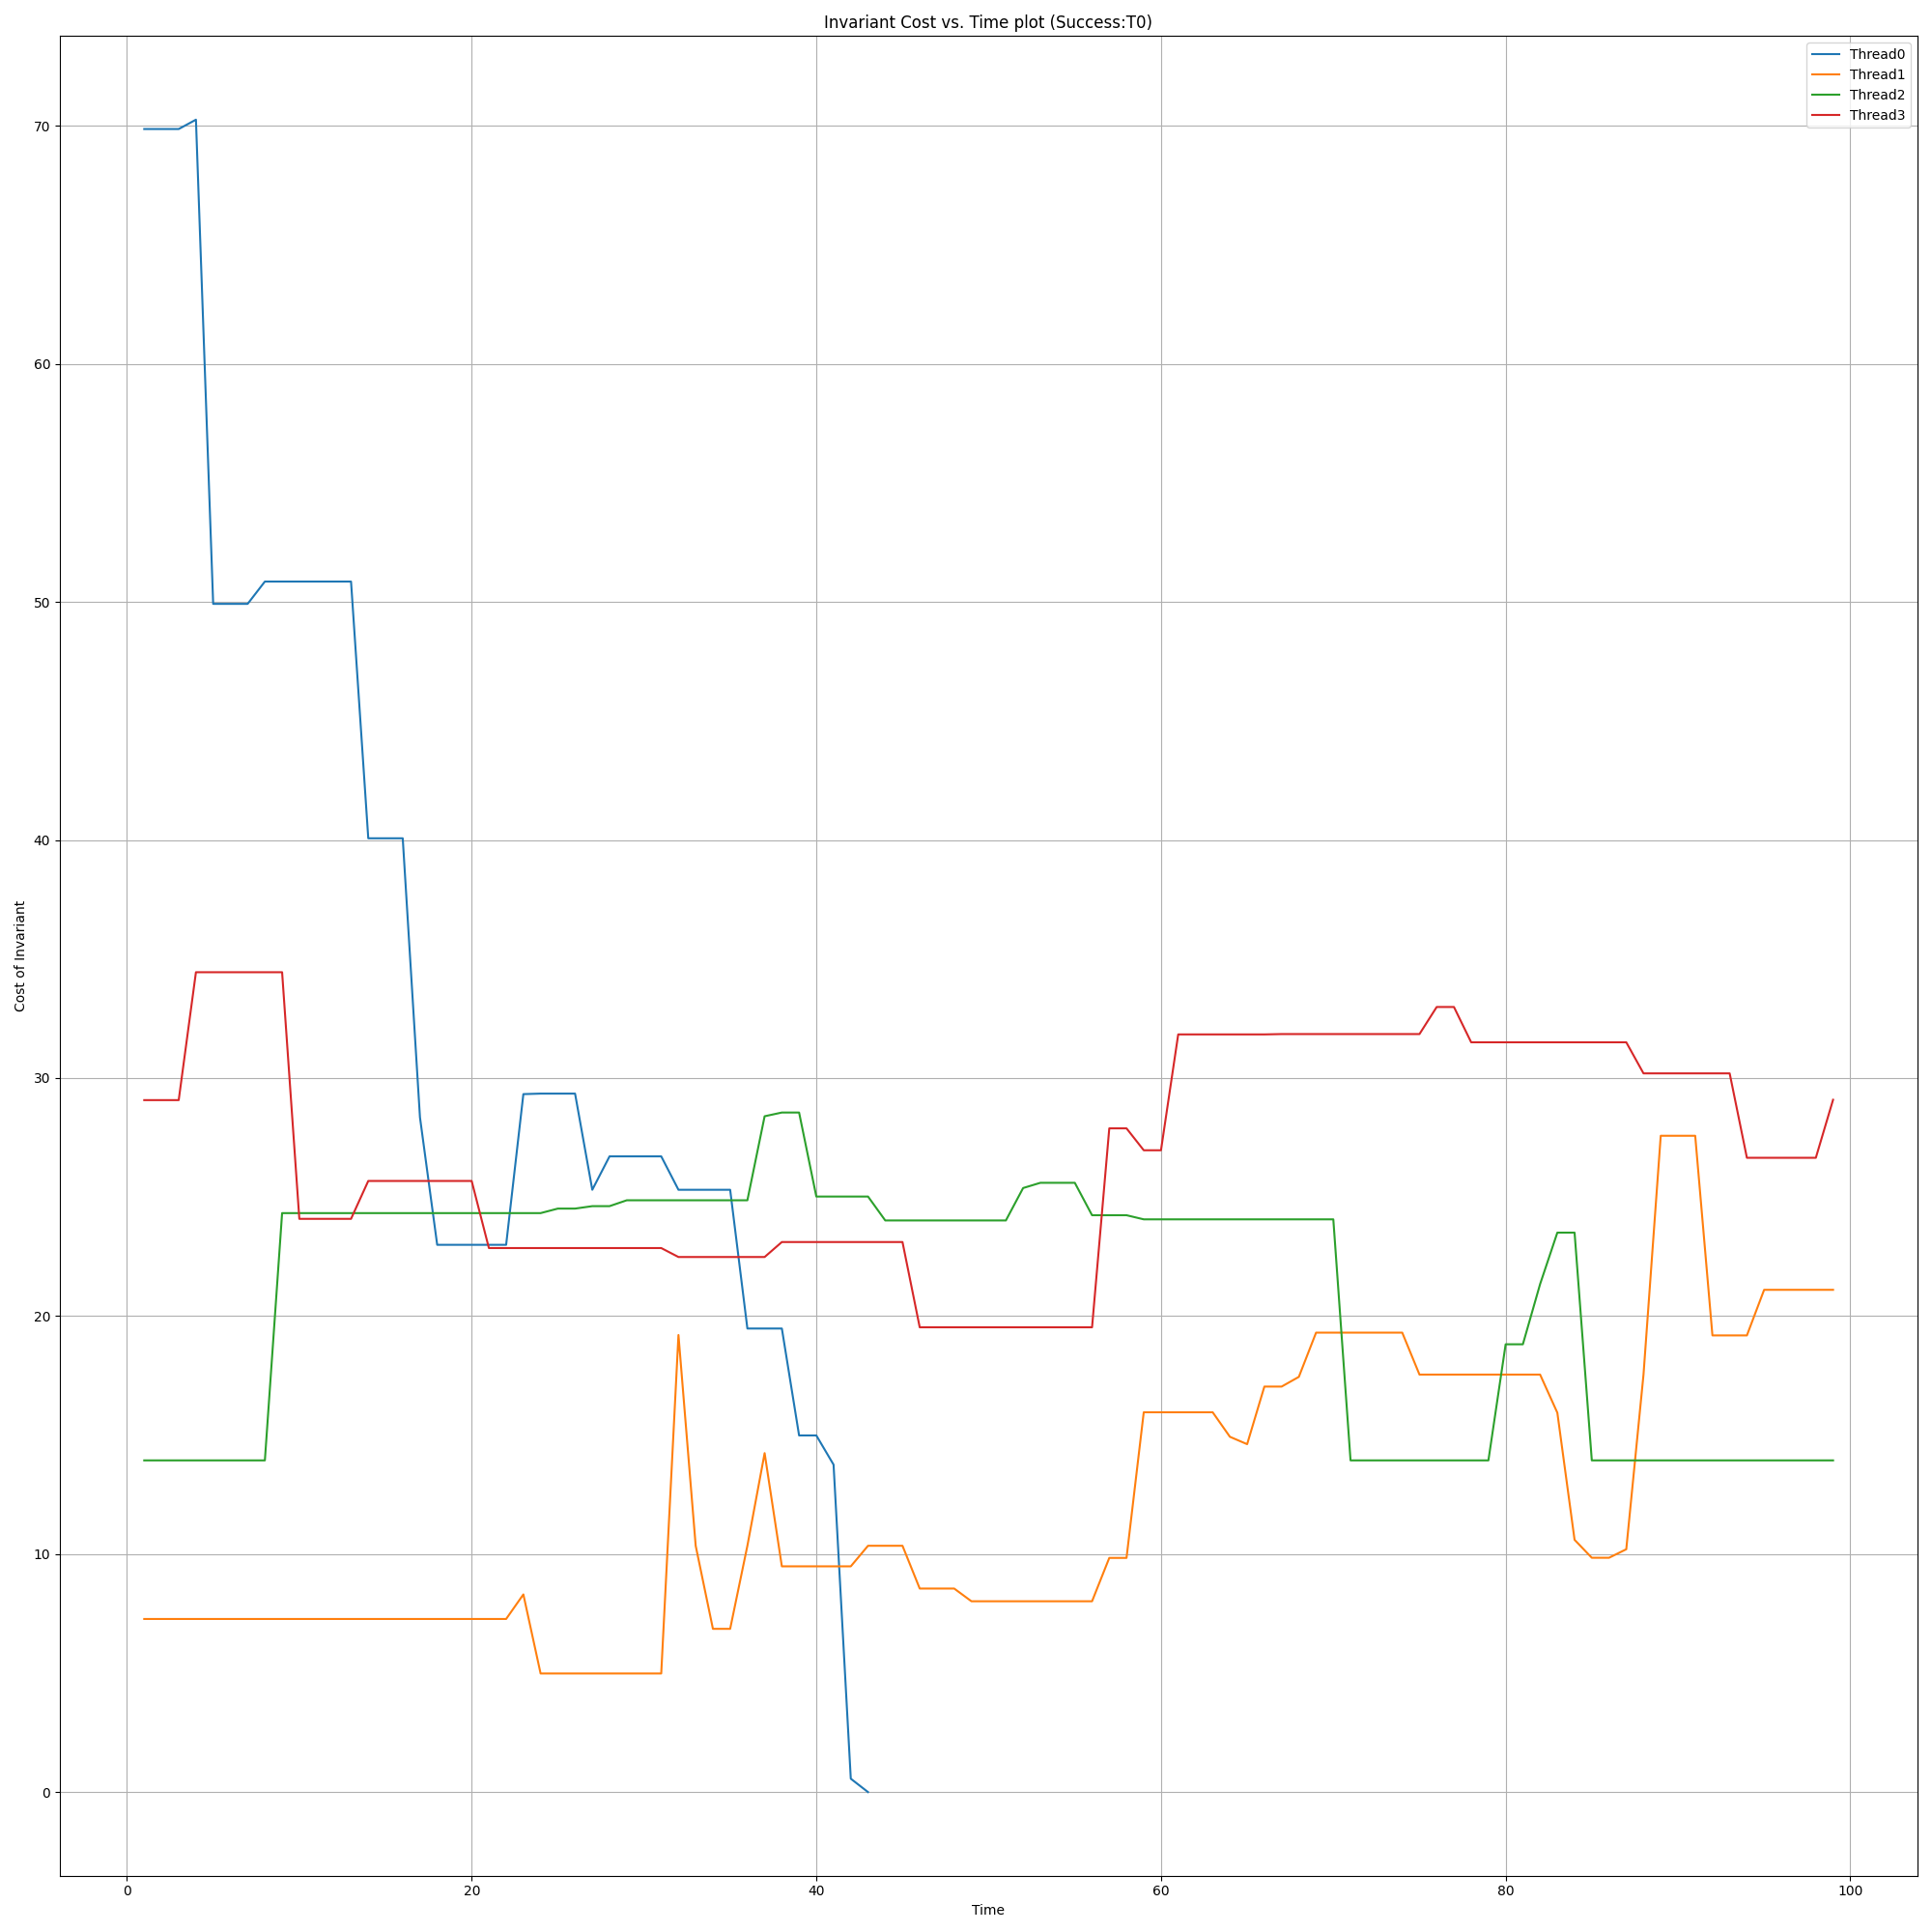 Invariant Cost vs. Time plot (Success:T0)
Thread0
Thread1
Thread2
Thread3
Cost of Invariant
70
60
50
40
30
20
10
0
0 20 40 60 80 100
Time